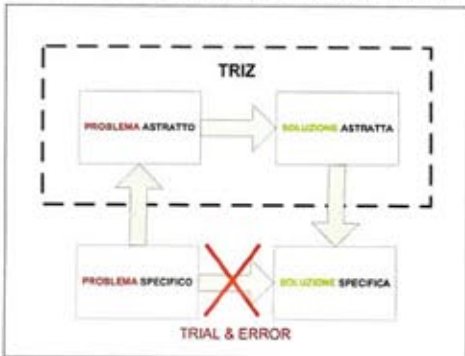 TRIZ
PROBLEMA ASTRATTO
SOLUZIONE ASTRATTA
PROBLEMA SPECIFICO
SOLUZIONE SPECIFICA
TRIAL & ERROR